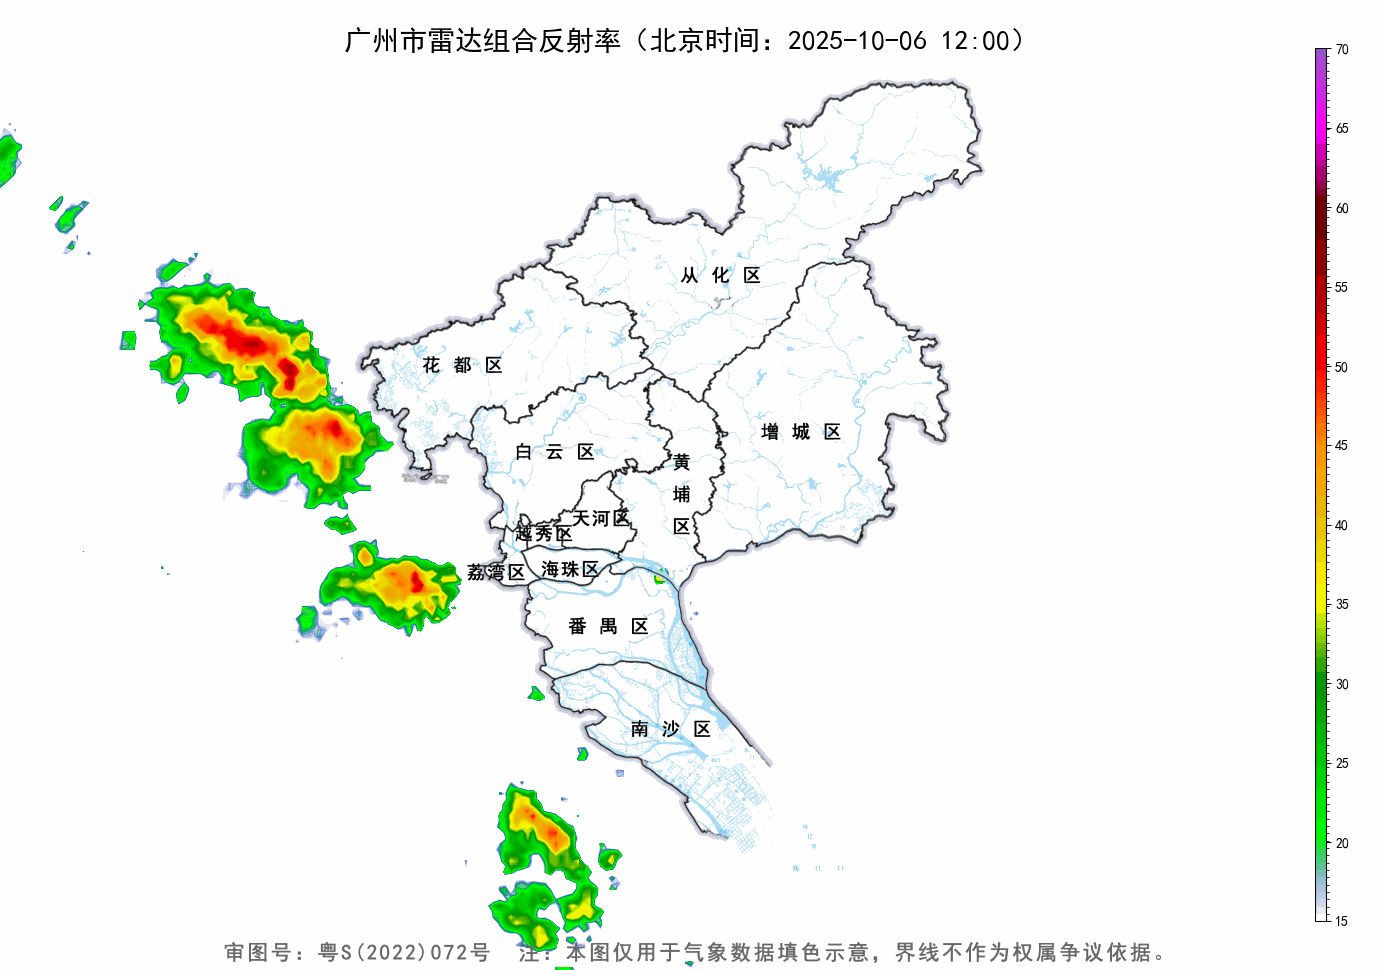 广州市雷达组合反射率（北京时间：2025-10-06 12:00）
70
65
60
55
50
45
40
35
30
25
20
15
从化区
花都区
增城区
白云区
黄埔区
天河区
越秀区
荔湾区
海珠区
番禺区
南沙区
审图号：粤S(2022)072号 注：本图仅用于气象数据填色示意，界线不作为权属争议依据。